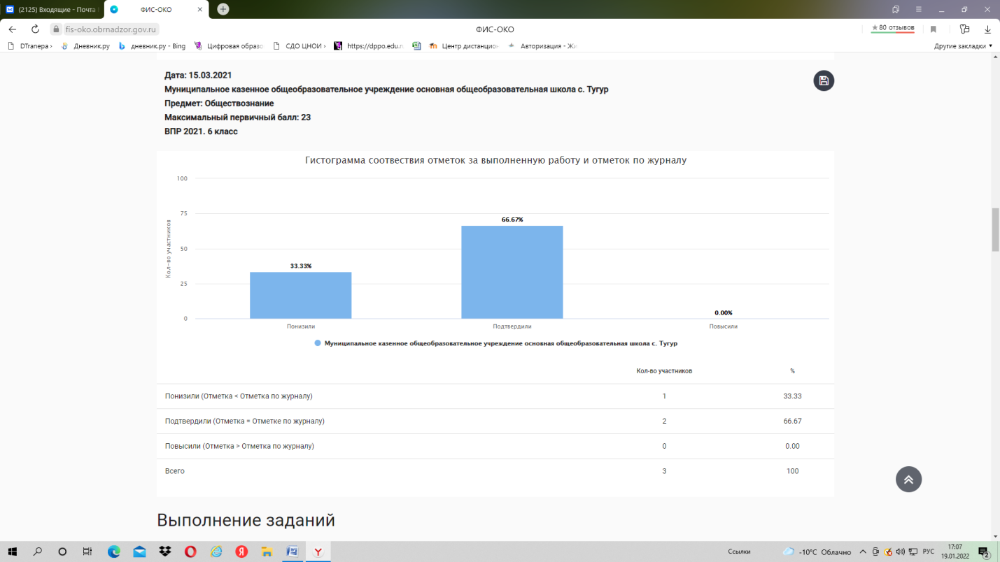 (2125) Входящие - Почта
ФИС-ОКО
fis-oko.obrnadzor.gov.ru
ФИС-ОКО
80 отзывов
DTranepa
Дневник.ру
дневник.ру - Bing
Цифровая образо
СДО ЦНОИ
https://dppo.edu.ru
Центр дистанцион
Авторизация - Жи
Другие закладки
Дата: 15.03.2021
Муниципальное казенное общеобразовательное учреждение основная общеобразовательная школа с. Тугур
Предмет: Обществознание
Максимальный первичный балл: 23
ВПР 2021. 6 класс
Гистограмма соотвествия отметок за выполненную работу и отметок по журналу
Кол-во участников
100
75
50
25
0
33.33%
66.67%
0.00%
Понизили
Подтвердили
Повысили
Муниципальное казенное общеобразовательное учреждение основная общеобразовательная школа с. Тугур
Кол-во участников %
Понизили (Отметка < Отметка по журналу) 1 33.33
Подтвердили (Отметка = Отметке по журналу) 2 66.67
Повысили (Отметка > Отметка по журналу) 0 0.00
Всего 3 100
Выполнение заданий
Ссылки
-10°C Облачно
РУС
17:07
19.01.2022
2